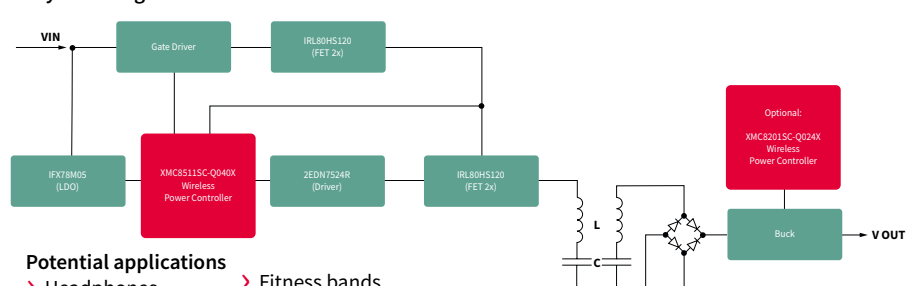 VIN
Gate Driver
IRL80HS120
(FET 2x)
IFX78M05
(LDO)
XMC8511SC-Q040X
Wireless
Power Controller
2EDN7524R
(Driver)
IRL80HS120
(FET 2x)
L
C
Optional:
XMC8201SC-Q024X
Wireless
Power Controller
Buck
V OUT
Potential applications
Headphones
Fitness bands